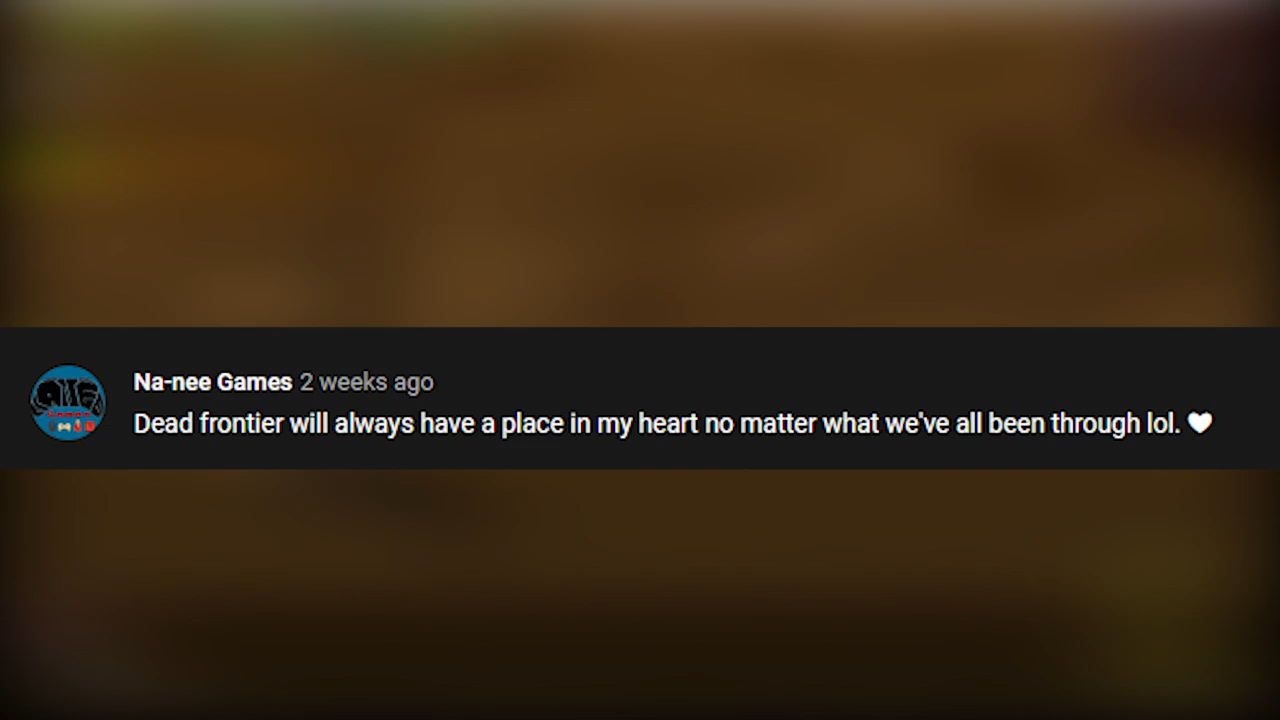 Na-nee Games 2 weeks ago
Dead frontier will always have a place in my heart no matter what we've all been through lol. 🤍